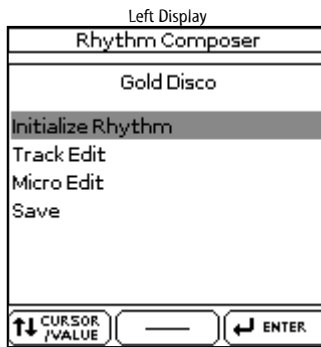 Left Display
Rhythm Composer
Gold Disco
Initialize Rhythm
Track Edit
Micro Edit
Save
CURSOR
/VALUE
ENTER